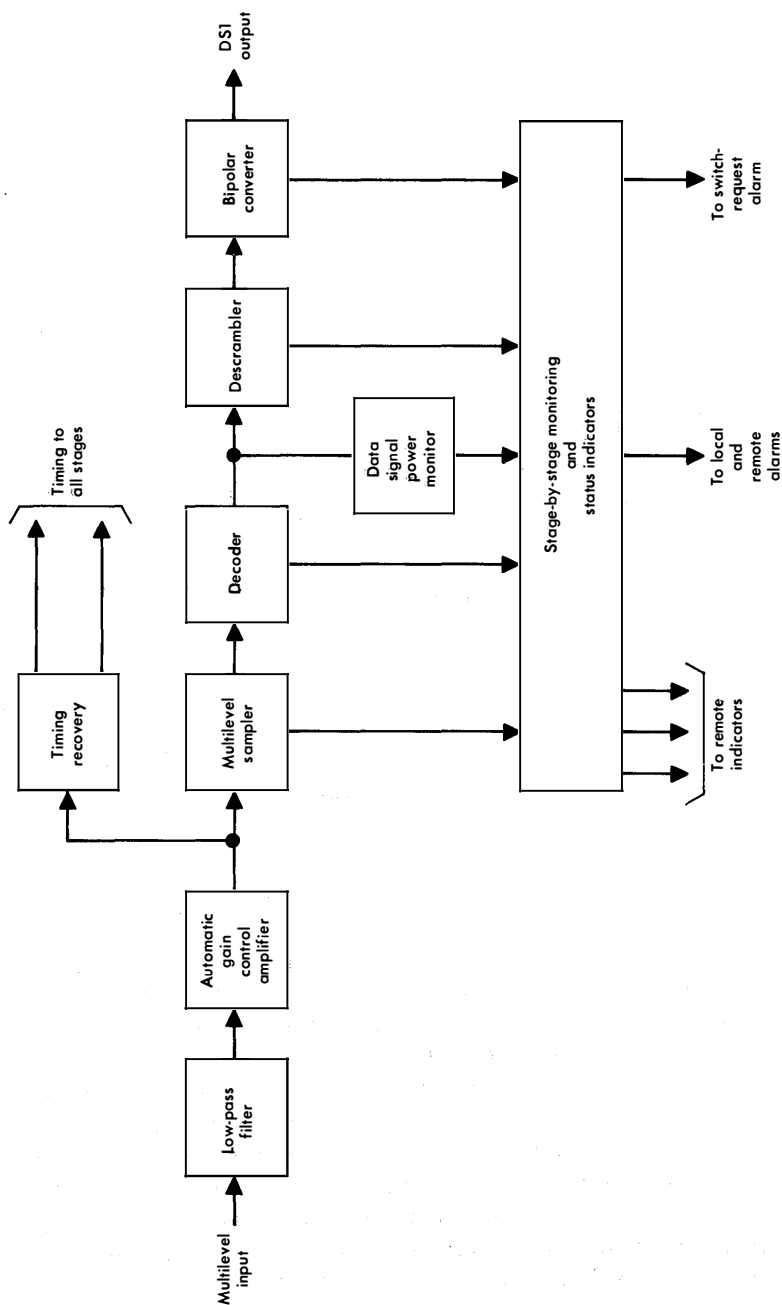 Multilevel
input
Low-pass
filter
Automatic
gain
control
amplifier
Timing
recovery
Timing to
all stages
Multilevel
sampler
Decoder
Data
signal
power
monitor
Descrambler
Bipolar
converter
DS1
output
Stage-by-stage monitoring
and
status indicators
To remote
indicators
To local
and
remote
alarms
To switch-
request
alarm